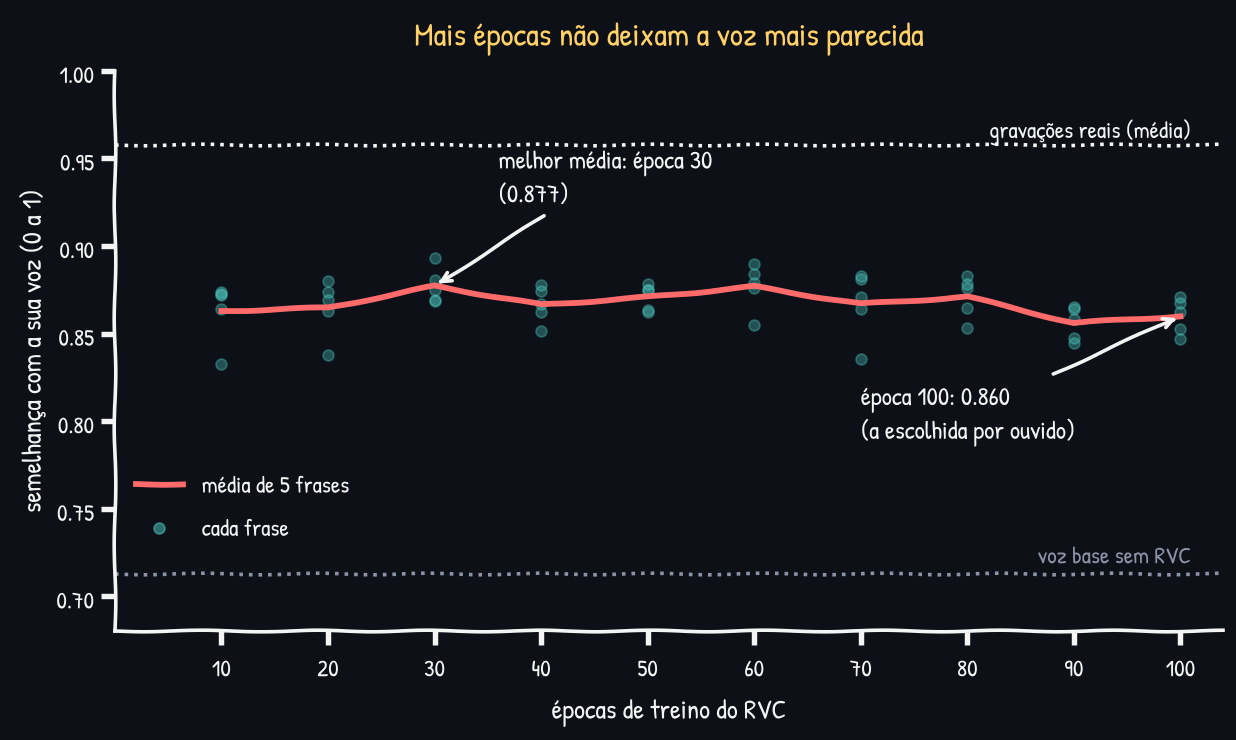 Mais épocas não deixam a voz mais parecida
1.00
0.95
0.90
0.85
0.80
0.75
0.70
semelhança com a sua voz (0 a 1)
gravações reais (média)
melhor média: época 30
(0.877)
época 100: 0.860
(a escolhida por ouvido)
média de 5 frases
cada frase
voz base sem RVC
10 20 30 40 50 60 70 80 90 100
épocas de treino do RVC